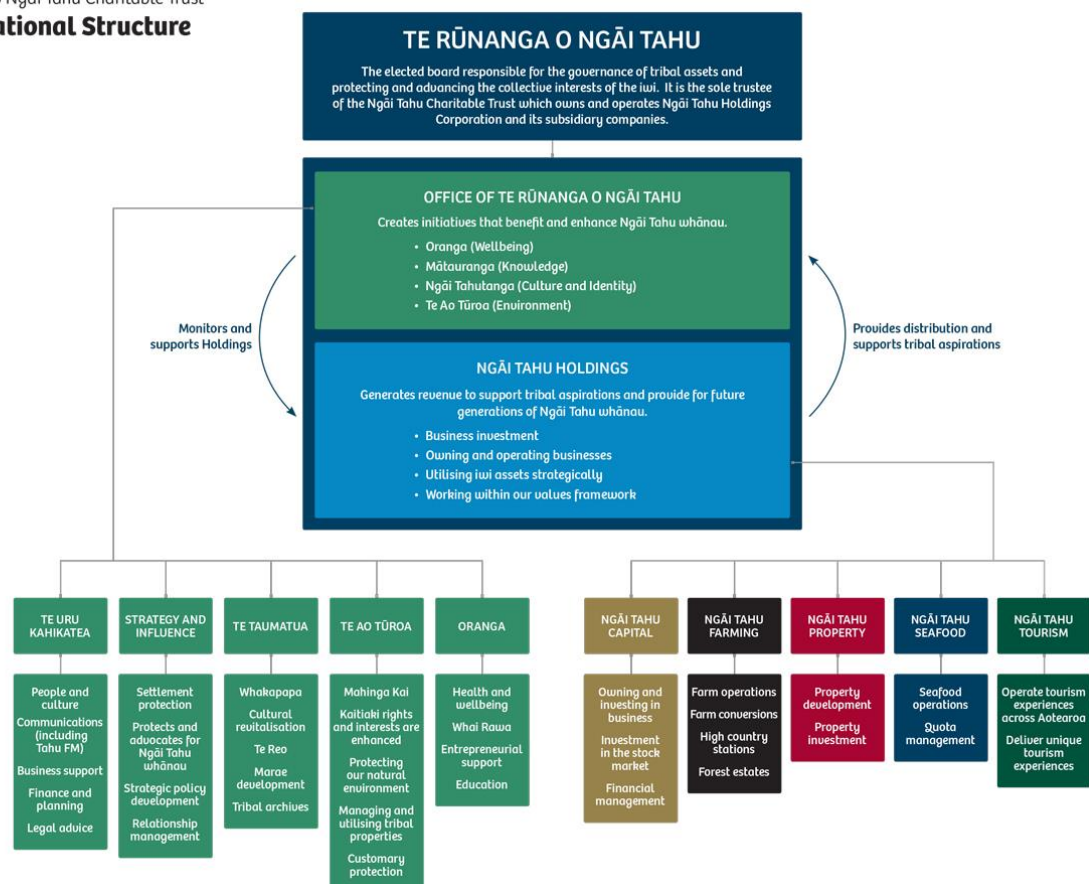 Ngāi Tahu Charitable Trust
ational Structure
TE RŪNANGA O NGĀI TAHU
The elected board responsible for the governance of tribal assets and
protecting and advancing the collective interests of the iwi. It is the sole trustee
of the Ngāi Tahu Charitable Trust which owns and operates Ngāi Tahu Holdings
Corporation and its subsidiary companies.
OFFICE OF TE RŪNANGA O NGĀI TAHU
Creates initiatives that benefit and enhance Ngāi Tahu whānau.
• Oranga (Wellbeing)
• Mātauranga (Knowledge)
• Ngāi Tahutanga (Culture and Identity)
• Te Ao Tūroa (Environment)
Monitors and
supports Holdings
Provides distribution and
supports tribal aspirations
NGĀI TAHU HOLDINGS
Generates revenue to support tribal aspirations and provide for future
generations of Ngāi Tahu whānau.
• Business investment
• Owning and operating businesses
• Utilising iwi assets strategically
• Working within our values framework
TE URU
KAHIKATEA
People and
culture
Communications
(including
Tahu FM)
Business support
Finance and
planning
Legal advice
STRATEGY AND
INFLUENCE
Settlement
protection
Protects and
advocates for
Ngāi Tahu
whānau
Strategic policy
development
Relationship
management
TE TAUMATUA
Whakapapa
Cultural
revitalisation
Te Reo
Marae
development
Tribal archives
TE AO TŪROA
Mahinga Kai
Kaitiaki rights
and interests are
enhanced
Protecting
our natural
environment
Managing and
utilising tribal
properties
Customary
protection
ORANGA
Health and
wellbeing
Whai Rawa
Entrepreneurial
support
Education
NGĀI TAHU
CAPITAL
Owning and
investing in
business
Investment
in the stock
market
Financial
management
NGĀI TAHU
FARMING
Farm operations
Farm conversions
High country
stations
Forest estates
NGĀI TAHU
PROPERTY
Property
development
Property
investment
NGĀI TAHU
SEAFOOD
Seafood
operations
Quota
management
NGĀI TAHU
TOURISM
Operate tourism
experiences
across Aotearoa
Deliver unique
tourism
experiences